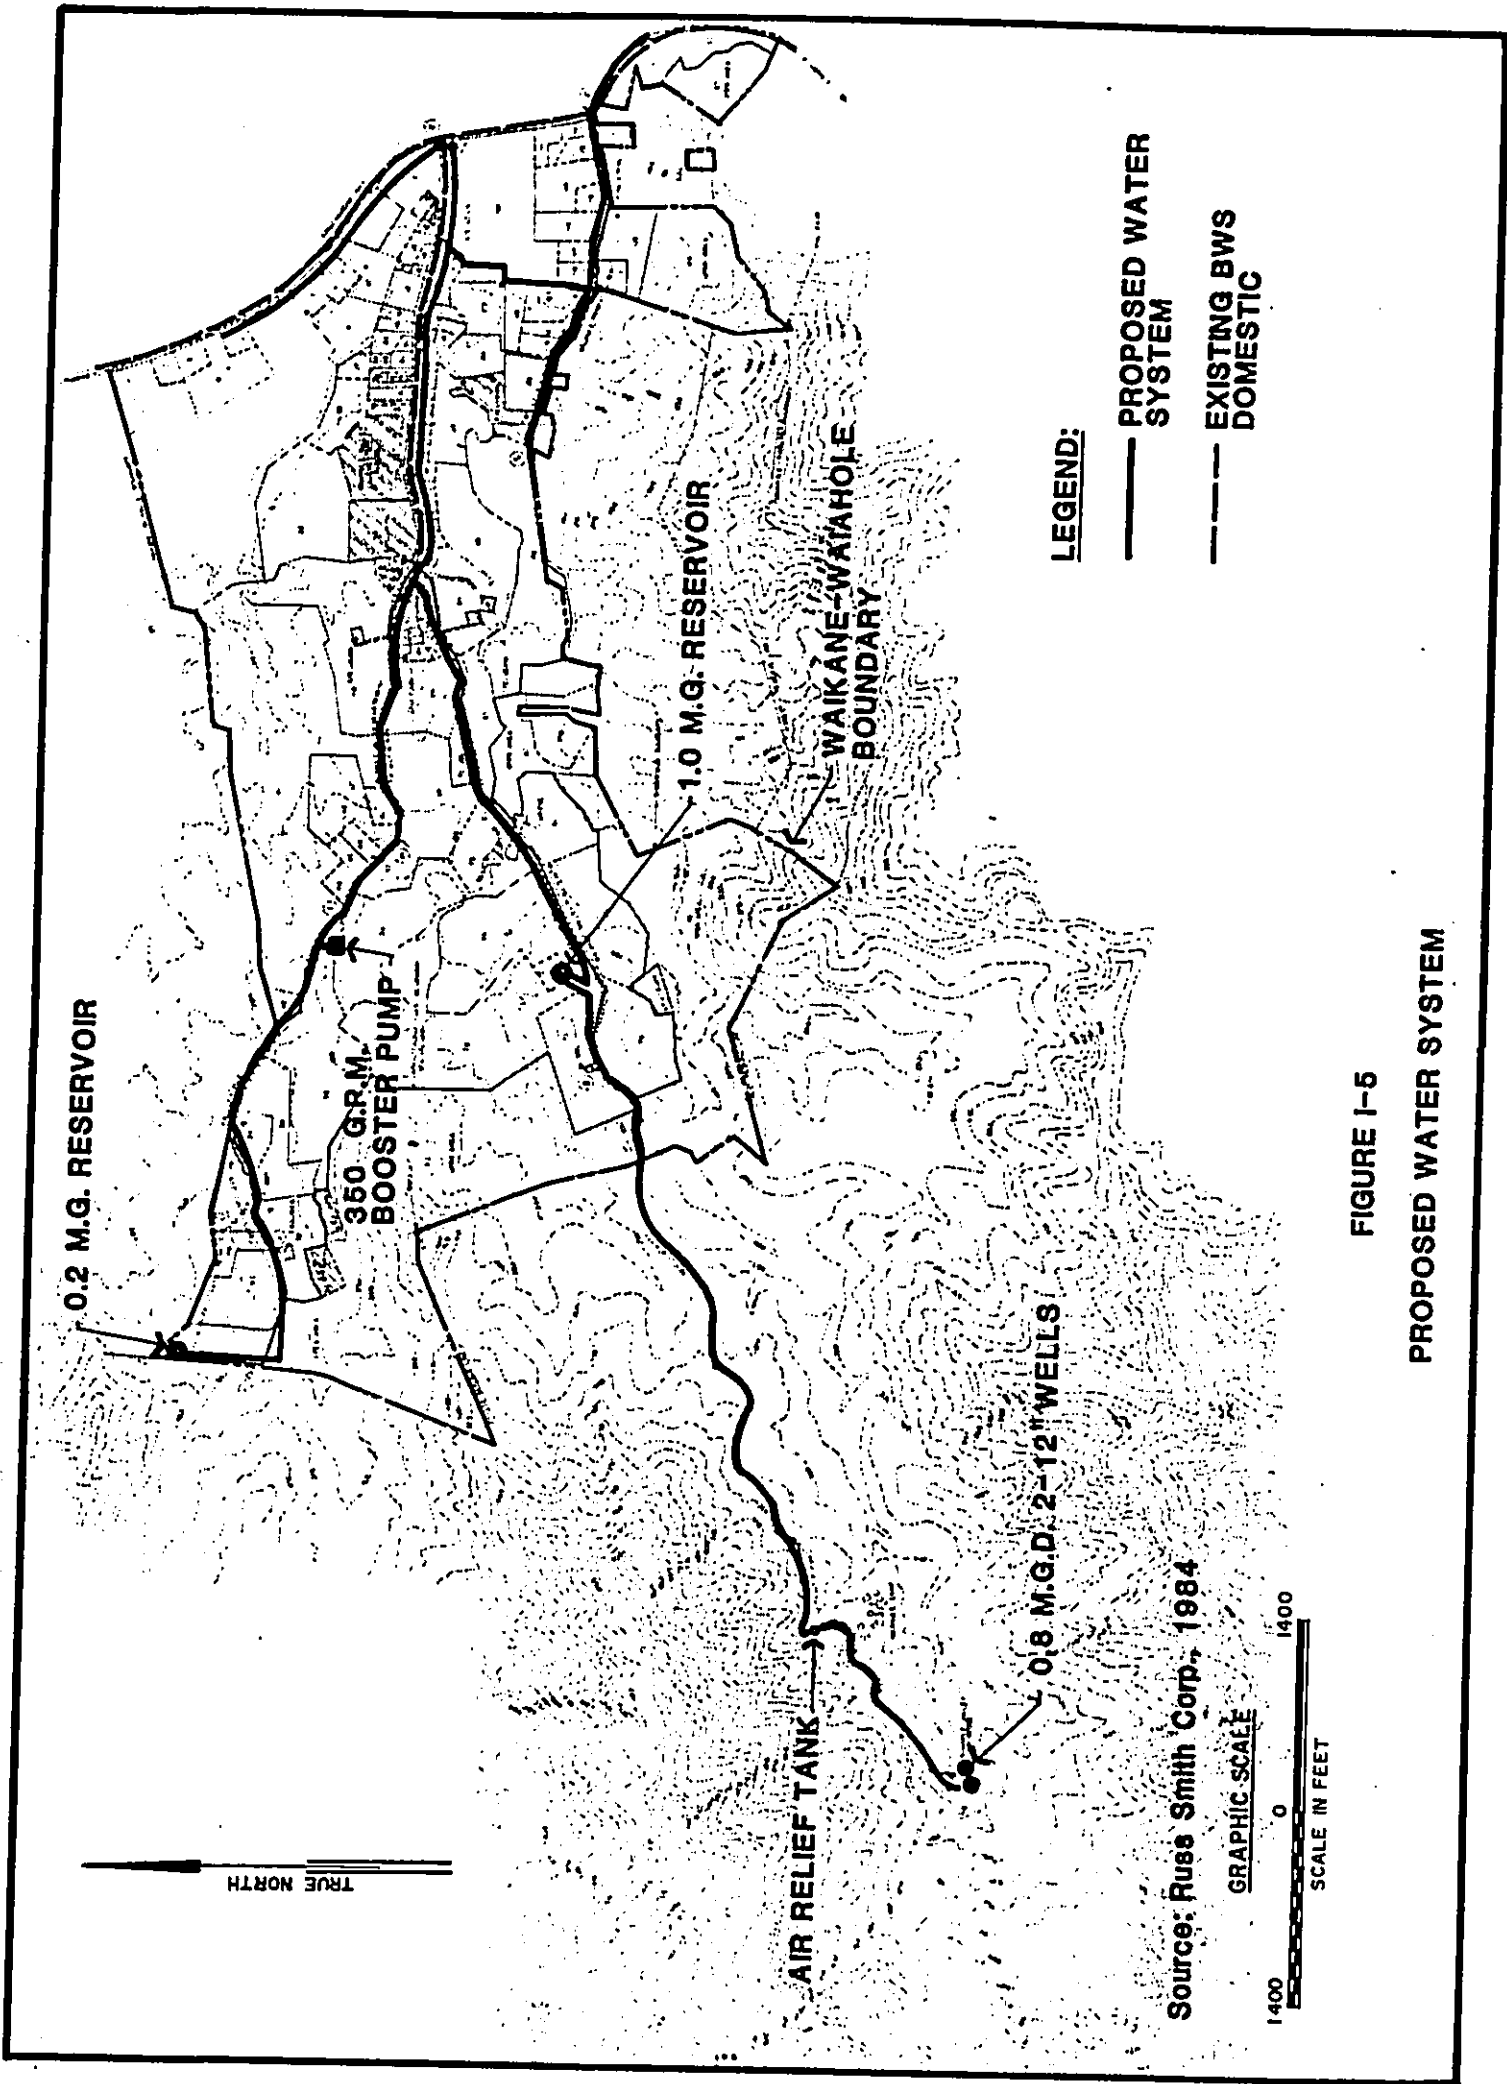 0.2 M.G. RESERVOIR
350 G.P.M.
BOOSTER PUMP
1.0 M.G. RESERVOIR
WAIKANE-WAIAHOLE
BOUNDARY
AIR RELIEF TANK
0.8 M.G.D. 2-12" WELLS
TRUE NORTH
LEGEND:
PROPOSED WATER
SYSTEM
EXISTING BWS
DOMESTIC
Source: Russ Smith Corp., 1984
GRAPHIC SCALE
1400 0 1400
SCALE IN FEET
FIGURE I-5
PROPOSED WATER SYSTEM